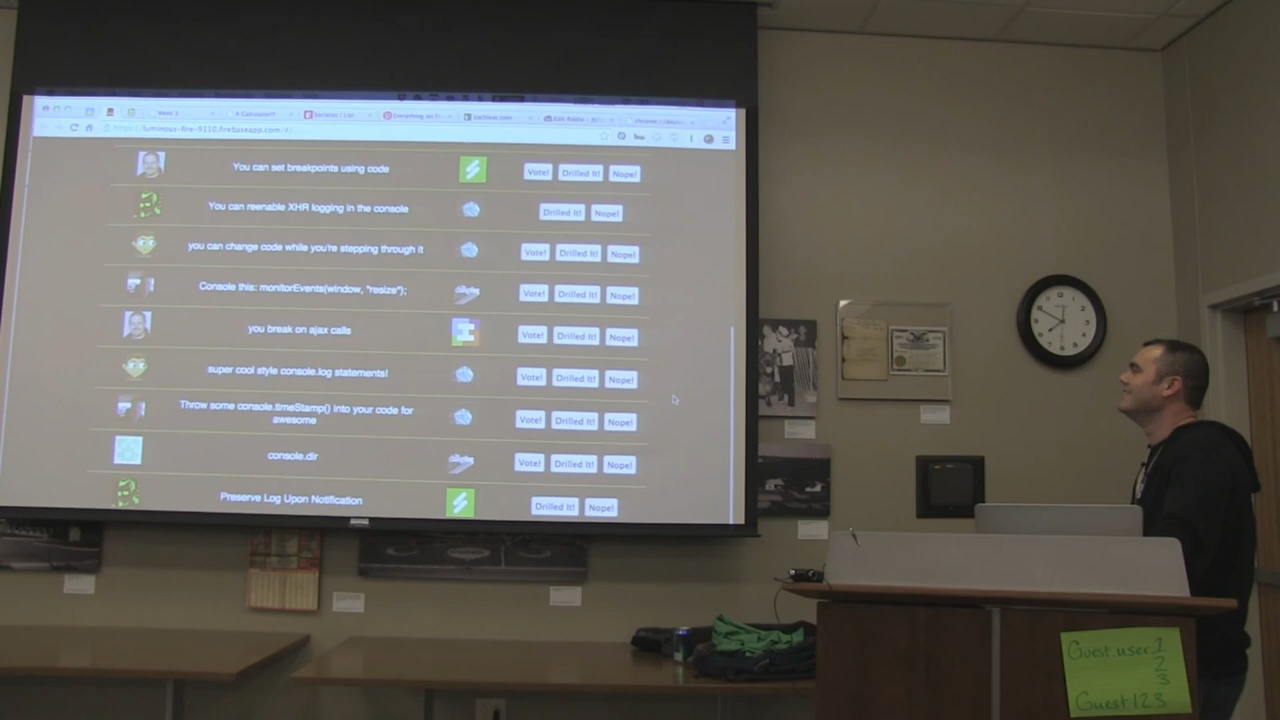 https://luminous-fire-9110.firebaseapp.com/#/
You can set breakpoints using code
Vote! Drilled It! Nope!
You can reenable XHR logging in the console
Drilled It! Nope!
you can change code while you're stepping through it
Vote! Drilled It! Nope!
Console this: monitorEvents(window, "resize");
Vote! Drilled It! Nope!
you break on ajax calls
Vote! Drilled It! Nope!
super cool style console.log statements!
Vote! Drilled It! Nope!
Throw some console.timeStamp() into your code for
awesome
Vote! Drilled It! Nope!
console.dir
Vote! Drilled It! Nope!
Preserve Log Upon Notification
Drilled It! Nope!
Guest.user1
2
3
Guest123